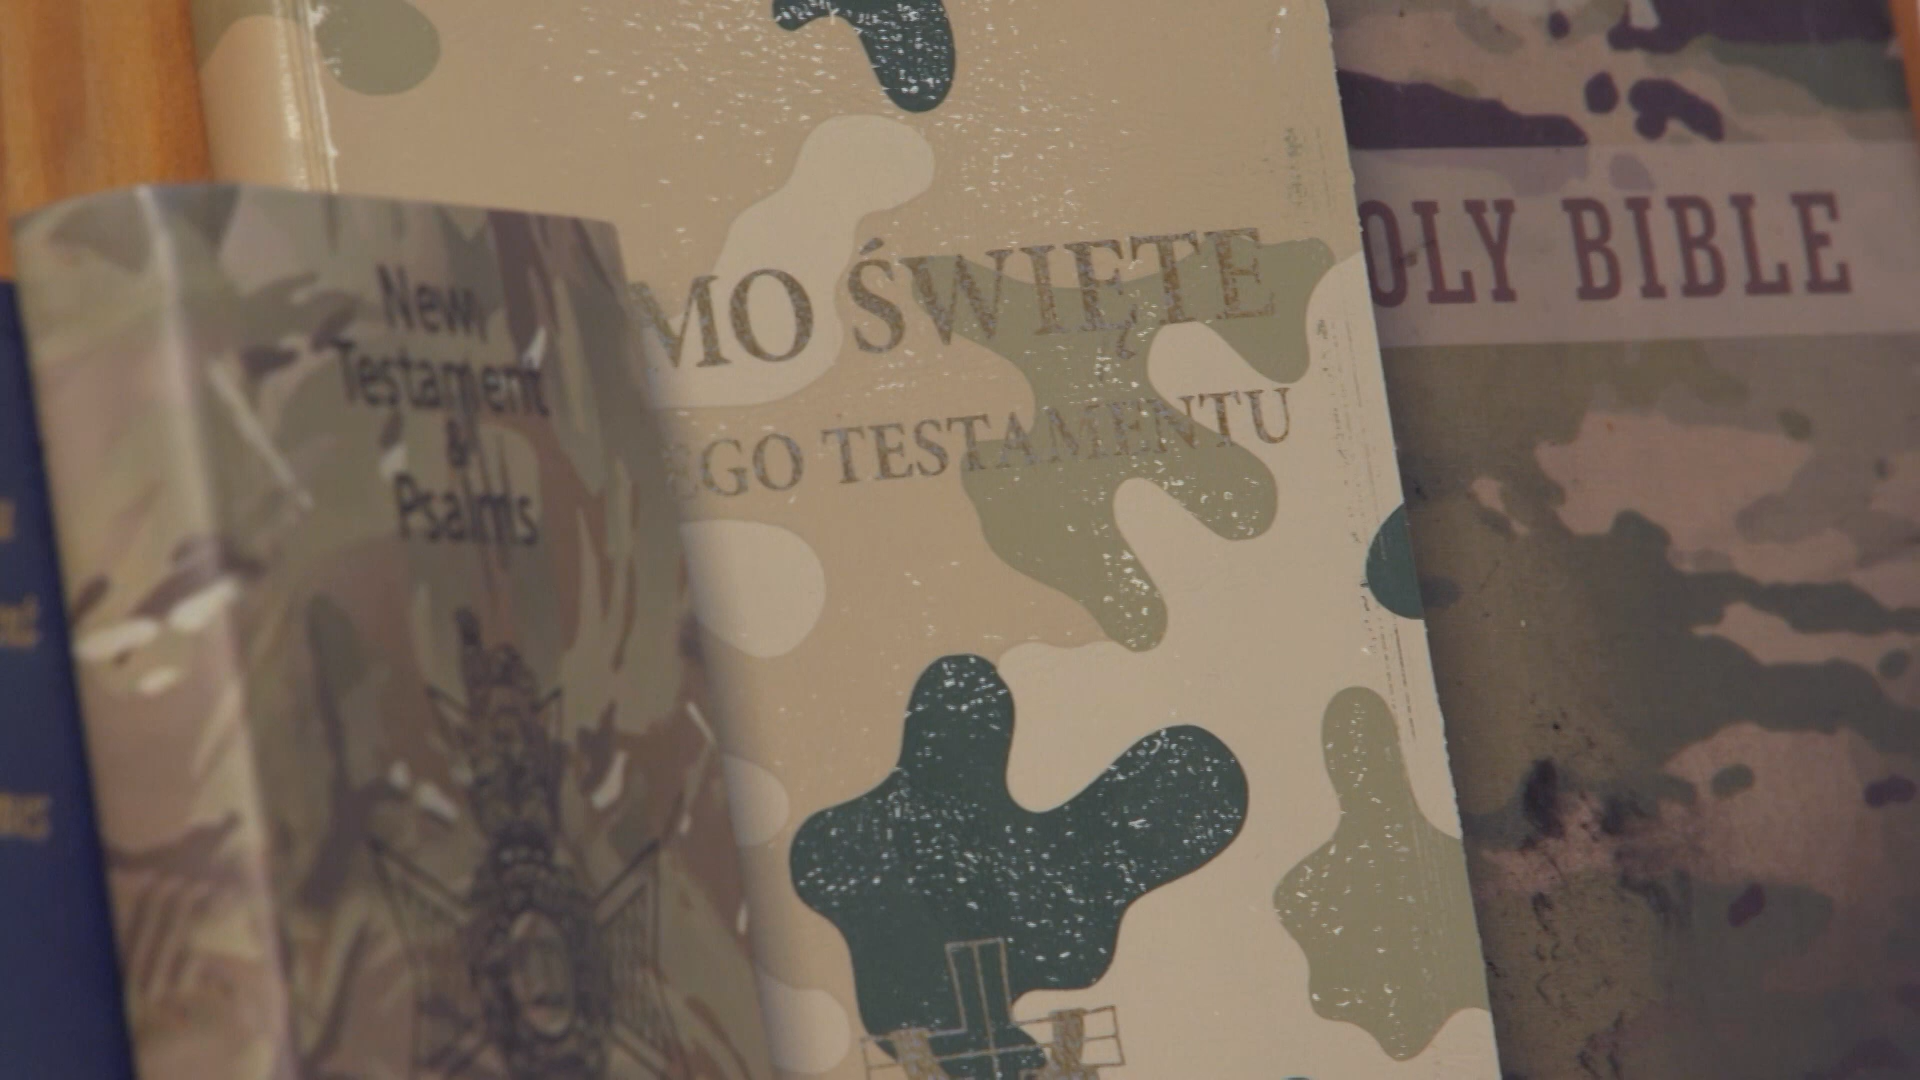 New
Testament
&
Psalms
MO ŚWIĘTE
EGO TESTAMENTU
OLY BIBLE